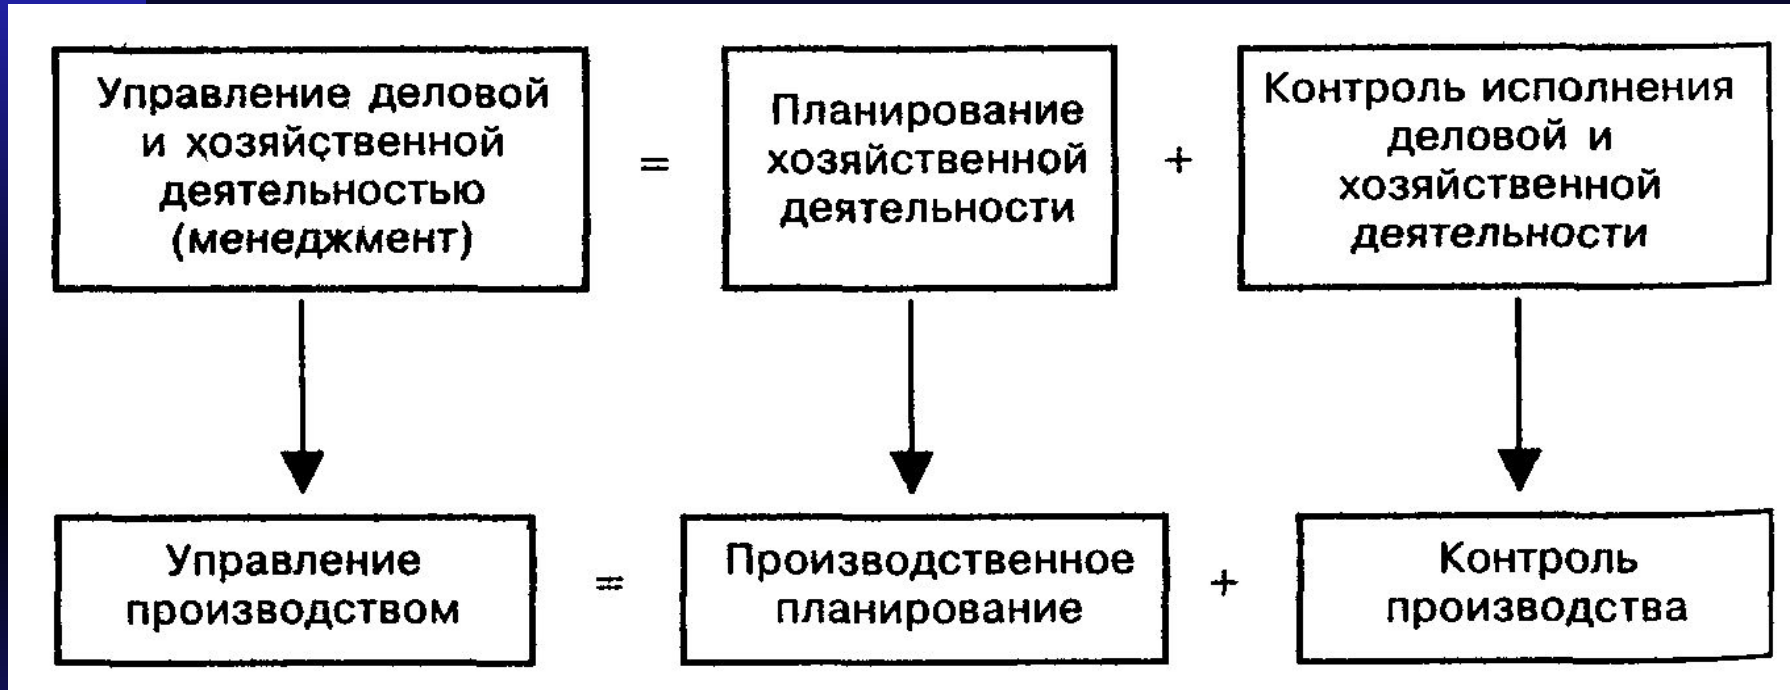 Управление деловой
и хозяйственной
деятельностью
(менеджмент)
=
Планирование
хозяйственной
деятельности
+
Контроль исполнения
деловой и
хозяйственной
деятельности
Управление
производством
=
Производственное
планирование
+
Контроль
производства